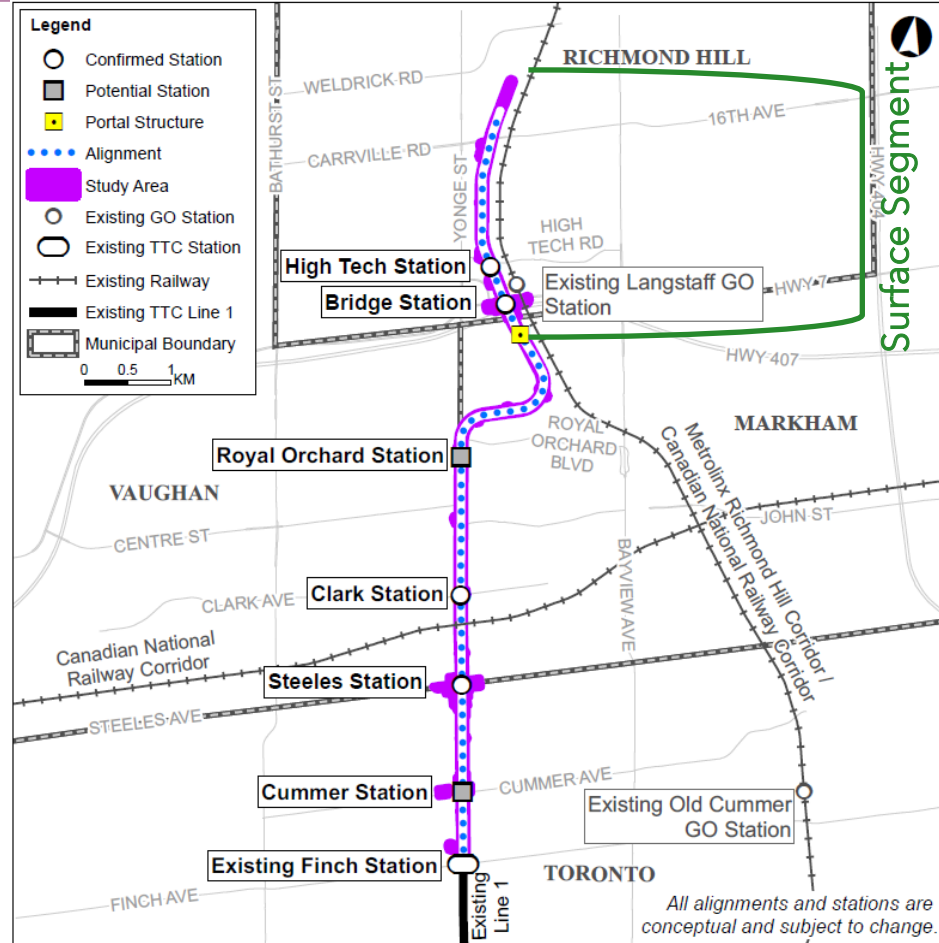 Legend
Confirmed Station
Potential Station
Portal Structure
Alignment
Study Area
Existing GO Station
Existing TTC Station
Existing Railway
Existing TTC Line 1
Municipal Boundary
0 0.5 1
KM
RICHMOND HILL
WELDRICK RD
BATHURST ST
16TH AVE
CARRVILLE RD
YONGE ST
HWY 404
Surface Segment
HIGH
TECH RD
High Tech Station
Existing Langstaff GO
Station
HWY 7
Bridge Station
HWY 407
MARKHAM
ROYAL
ORCHARD
BLVD
Royal Orchard Station
Metrolinx Richmond Hill Corridor /
Canadian National Railway Corridor
VAUGHAN
JOHN ST
CENTRE ST
BAYVIEW AVE
Clark Station
CLARK AVE
Canadian National
Railway Corridor
Steeles Station
STEELES AVE
Cummer Station
CUMMER AVE
Existing Old Cummer
GO Station
Existing Finch Station
TORONTO
FINCH AVE
Existing
Line 1
All alignments and stations are
conceptual and subject to change.